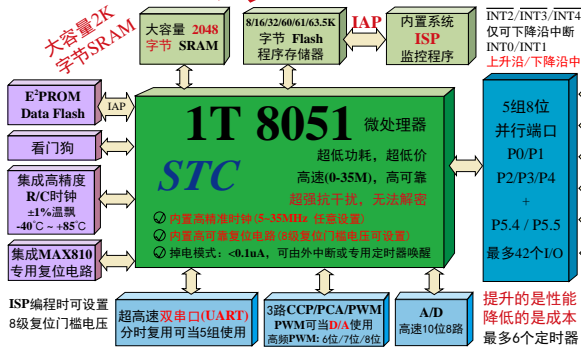 大容量2K
字节SRAM
大容量 2048
字节 SRAM
8/16/32/60/61/63.5K
字节 Flash
程序存储器
IAP
内置系统
ISP
监控程序
INT2/INT3/INT4
仅可下降沿中断
INT0/INT1
上升沿/下降沿中
E²PROM
Data Flash
IAP
看门狗
集成高精度
R/C时钟
±1%温飘
-40℃ ~ +85℃
集成MAX810
专用复位电路
1T 8051 微处理器
STC
超低功耗，超低价
高速(0-35M)，高可靠
超强抗干扰，无法解密
内置高精准时钟(5~35MHz 任意设置)
内置高可靠复位电路(8级复位门槛电压可设置)
掉电模式：<0.1uA，可由外中断或专用定时器唤醒
5组8位
并行端口
P0/P1
P2/P3/P4
+
P5.4 / P5.5
最多42个I/O
ISP编程时可设置
8级复位门槛电压
超高速双串口(UART)
分时复用可当5组使用
3路CCP/PCA/PWM
PWM可当D/A使用
高频PWM: 6位/7位/8位
A/D
高速10位8路
提升的是性能
降低的是成本
最多6个定时器